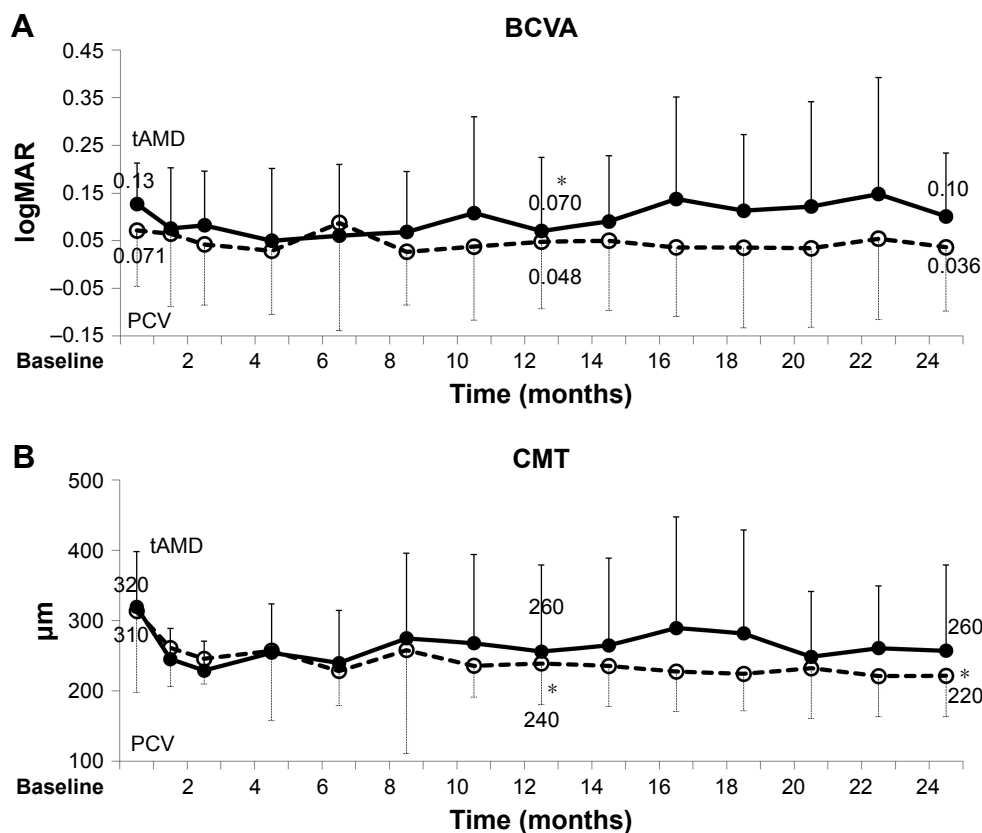 A
BCVA
0.45
0.35
0.25
0.15
0.05
–0.05
–0.15
logMAR
tAMD
0.13
0.071
PCV
*
0.070
0.048
0.10
0.036
Baseline 2 4 6 8 10 12 14 16 18 20 22 24
Time (months)
B
CMT
500
400
300
200
100
µm
tAMD
320
310
PCV
260
*
240
260
*
220
Baseline 2 4 6 8 10 12 14 16 18 20 22 24
Time (months)